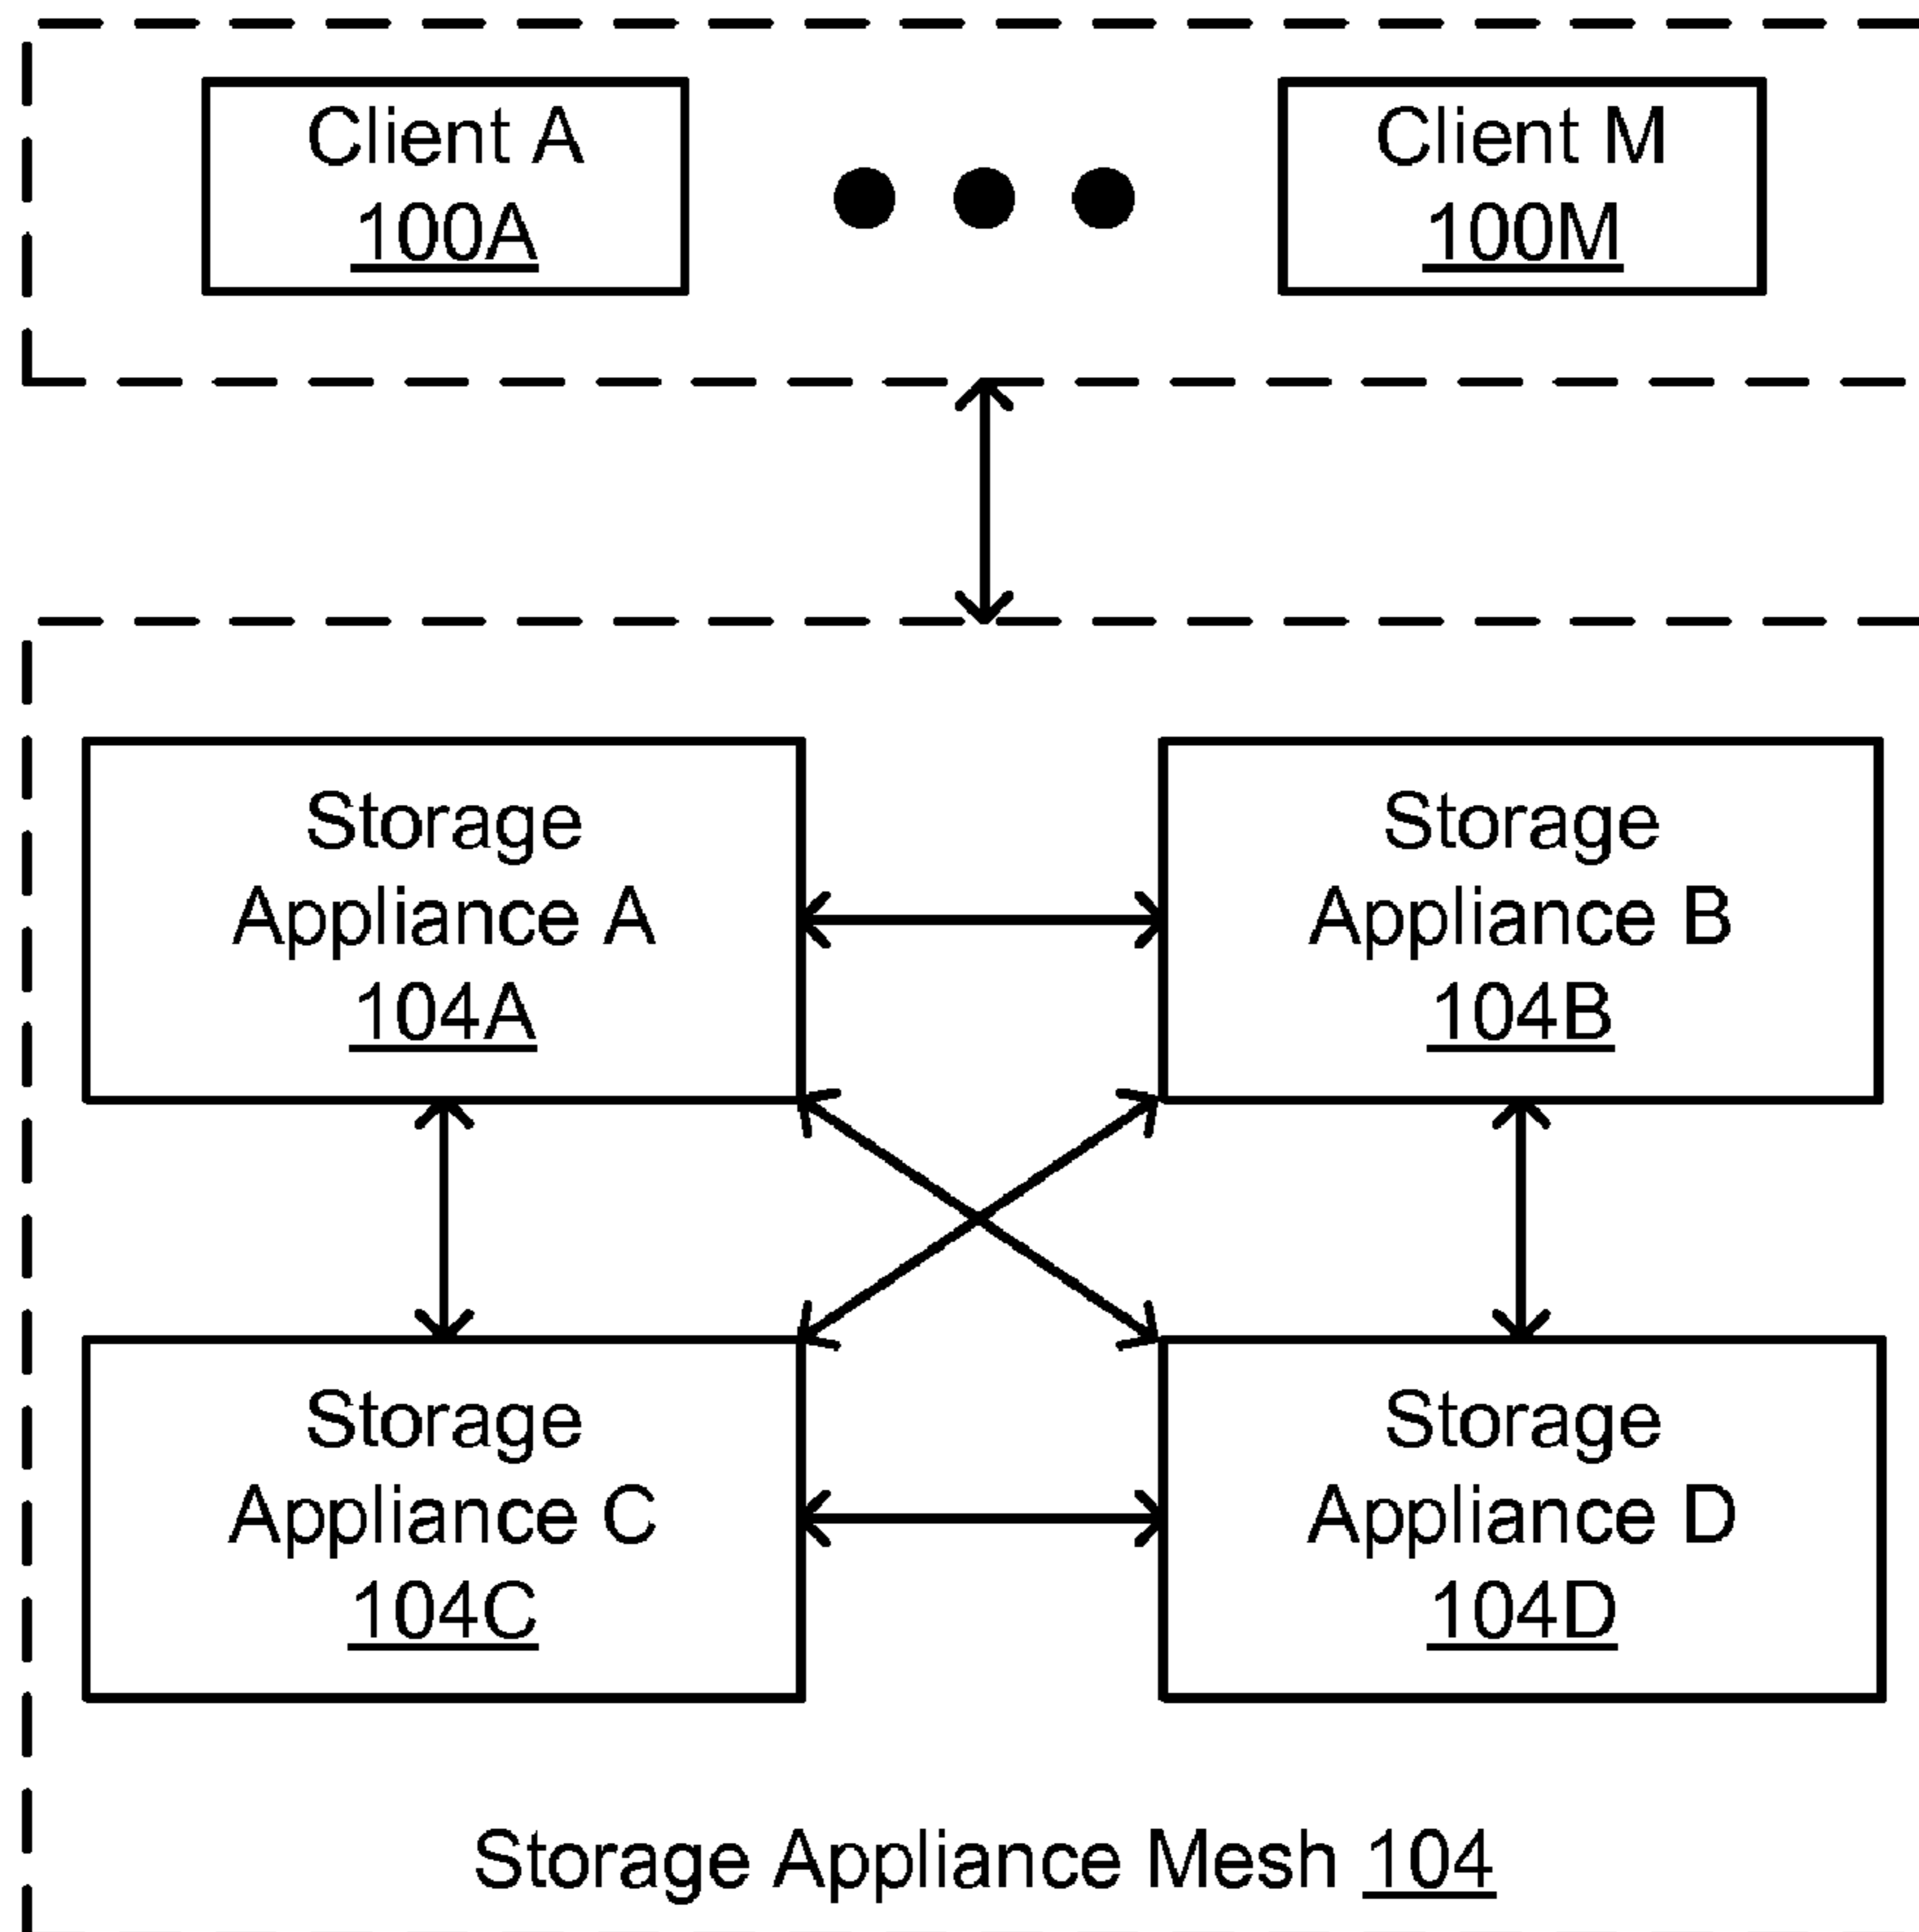 Client A
100A
Client M
100M
Storage
Appliance A
104A
Storage
Appliance B
104B
Storage
Appliance C
104C
Storage
Appliance D
104D
Storage Appliance Mesh 104